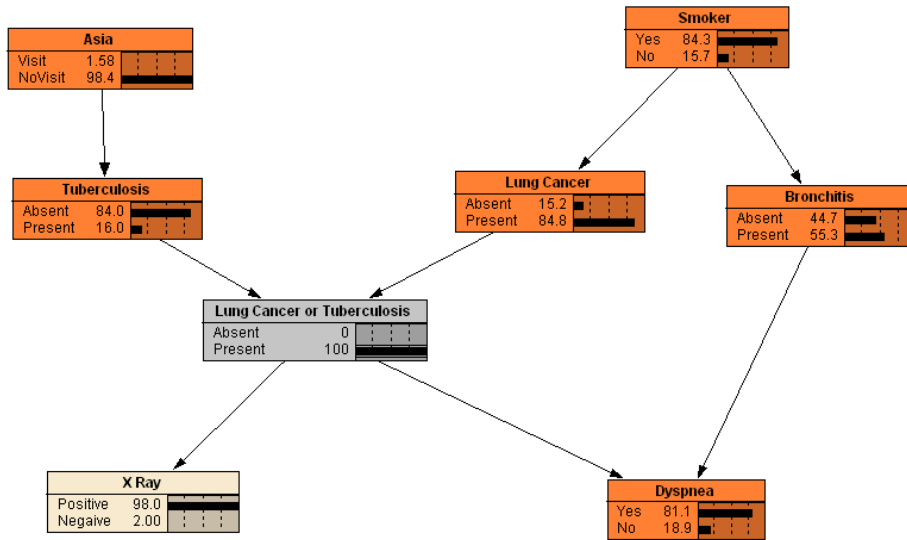 Asia
Visit 1.58
NoVisit 98.4
Smoker
Yes 84.3
No 15.7
Tuberculosis
Absent 84.0
Present 16.0
Lung Cancer
Absent 15.2
Present 84.8
Bronchitis
Absent 44.7
Present 55.3
Lung Cancer or Tuberculosis
Absent 0
Present 100
X Ray
Positive 98.0
Negaive 2.00
Dyspnea
Yes 81.1
No 18.9